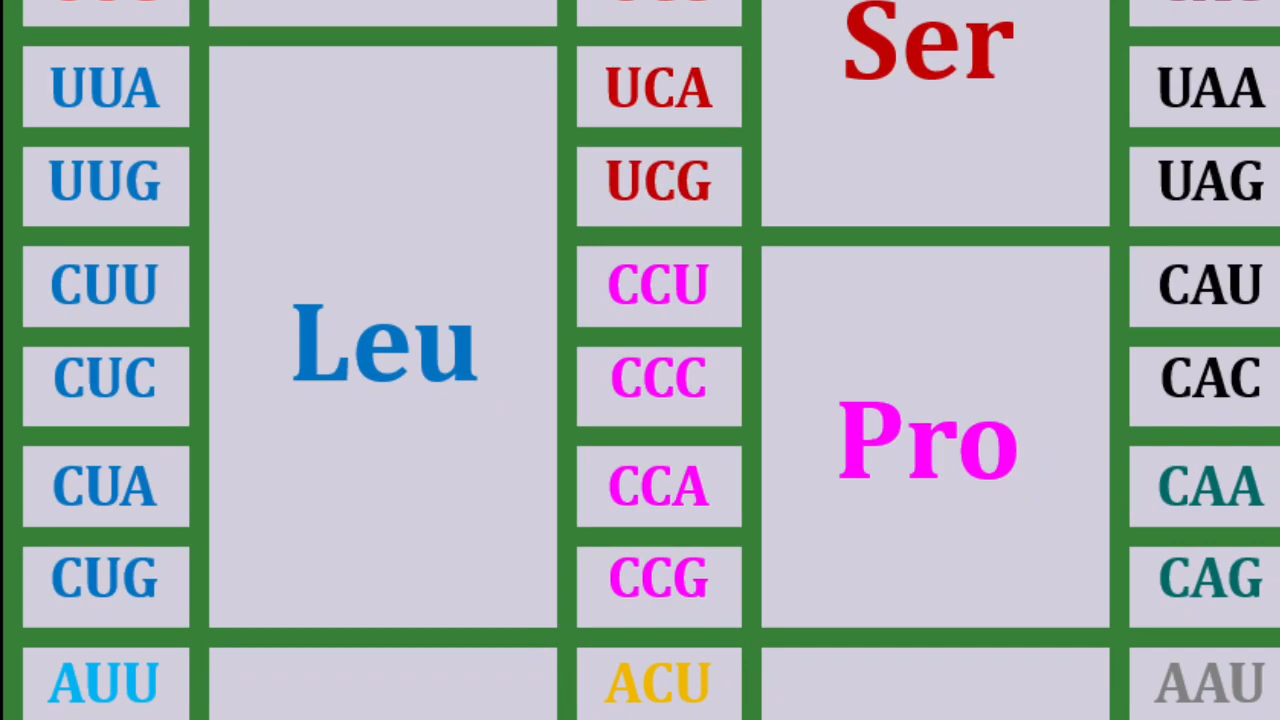 Ser
UUA UCA UAA
UUG UCG UAG
CUU CCU CAU
Leu
CUC CCC CAC
Pro
CUA CCA CAA
CUG CCG CAG
AUU ACU AAU